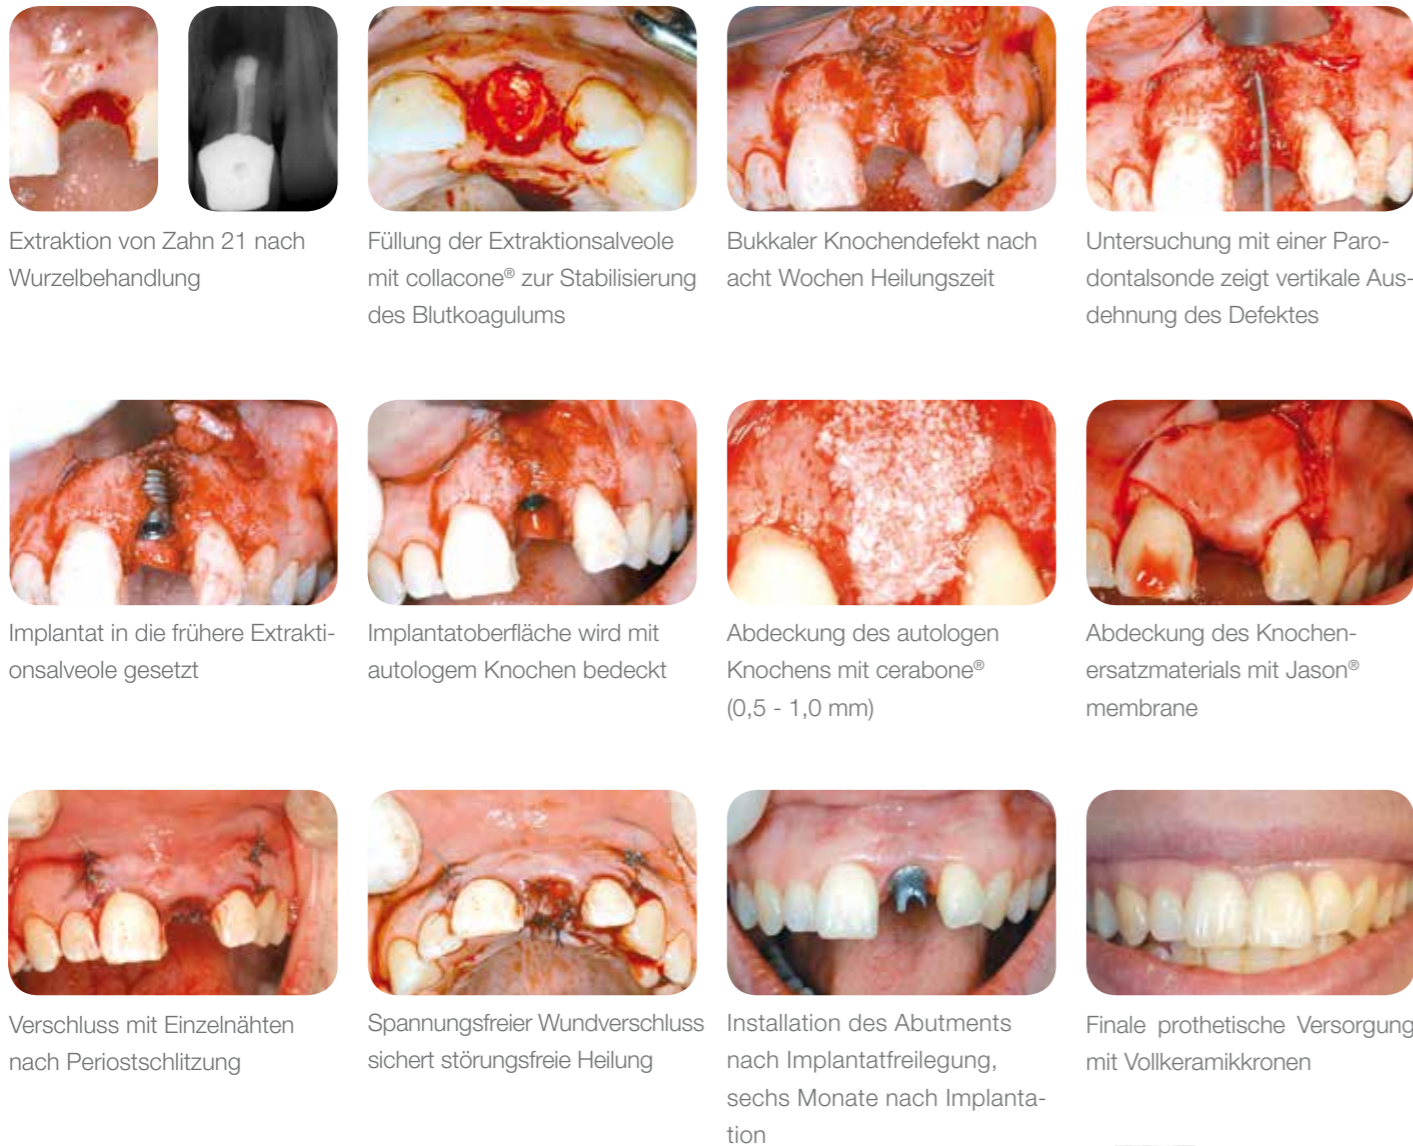 Extraktion von Zahn 21 nach
Wurzelbehandlung
Füllung der Extraktionsalveole
mit collacone® zur Stabilisierung
des Blutkoagulums
Bukkaler Knochendefekt nach
acht Wochen Heilungszeit
Untersuchung mit einer Paro-
dontalsonde zeigt vertikale Aus-
dehnung des Defektes
Implantat in die frühere Extrakti-
onsalveole gesetzt
Implantatoberfläche wird mit
autologem Knochen bedeckt
Abdeckung des autologen
Knochens mit cerabone®
(0,5 - 1,0 mm)
Abdeckung des Knochen-
ersatzmaterials mit Jason®
membrane
Verschluss mit Einzelnähten
nach Periostschlitzung
Spannungsfreier Wundverschluss
sichert störungsfreie Heilung
Installation des Abutments
nach Implantatfreilegung,
sechs Monate nach Implanta-
tion
Finale prothetische Versorgung
mit Vollkeramikkronen